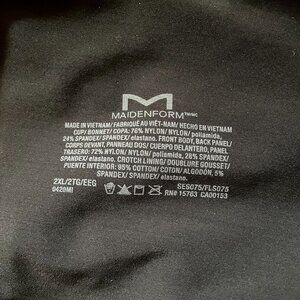 M
MAIDENFORM
MADE IN VIETNAM/ FABRIQUÉ AU VIÊT-NAM/ HECHO EN VIETNAM
CUP/ BONNET/ COPA: 76% NYLON/ NYLON/ poliamida,
24% SPANDEX/ SPANDEX/ elastano. FRONT BODY, BACK PANEL/
CORPS DEVANT, PANNEAU DOS/ CUERPO DELANTERO, PANEL
TRASERO: 72% NYLON/ NYLON/ poliamida, 28% SPANDEX/
SPANDEX/ elastano. CROTCH LINING/ DOUBLURE GOUSSET/
PUENTE INTERIOR: 95% COTTON/ COTON/ ALGODÓN, 5%
SPANDEX/ SPANDEX/ elastano.
2XL/2TG/EEG SES075/FLS075
0420MI RN# 15763 CA00153